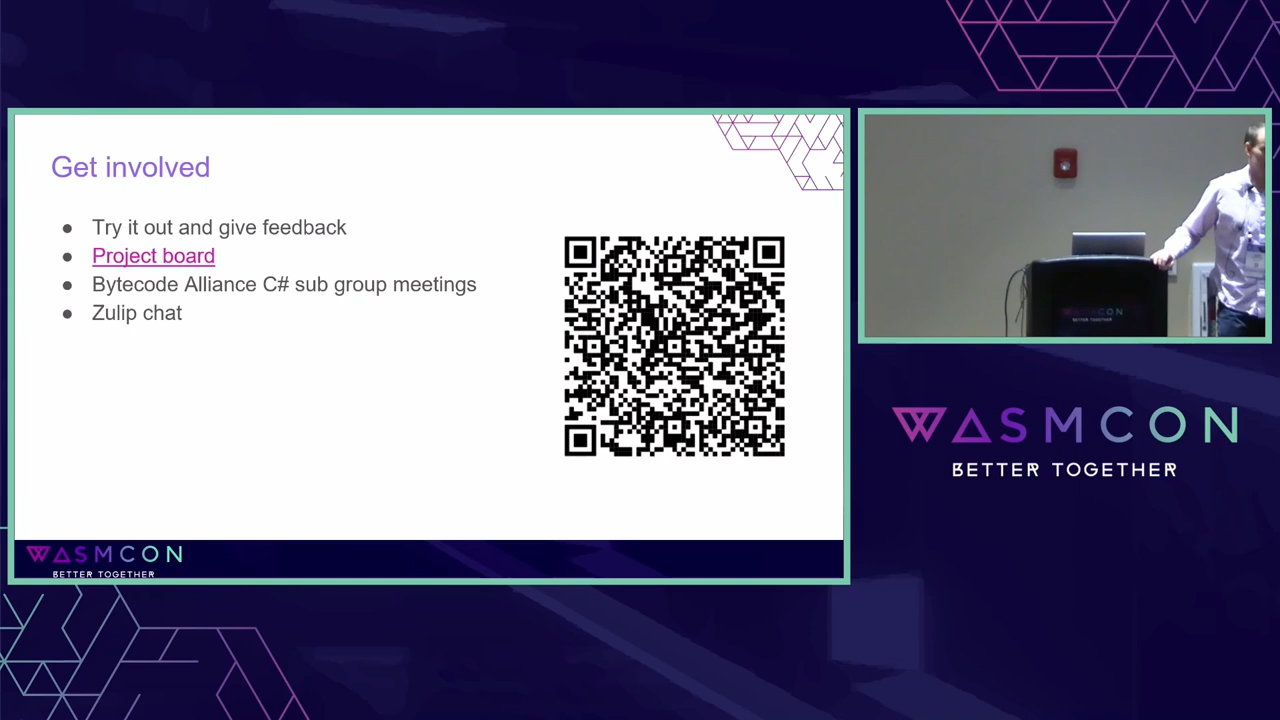 Get involved
● Try it out and give feedback
● Project board
● Bytecode Alliance C# sub group meetings
● Zulip chat
WASMCON
BETTER TOGETHER
WASMCON
BETTER TOGETHER